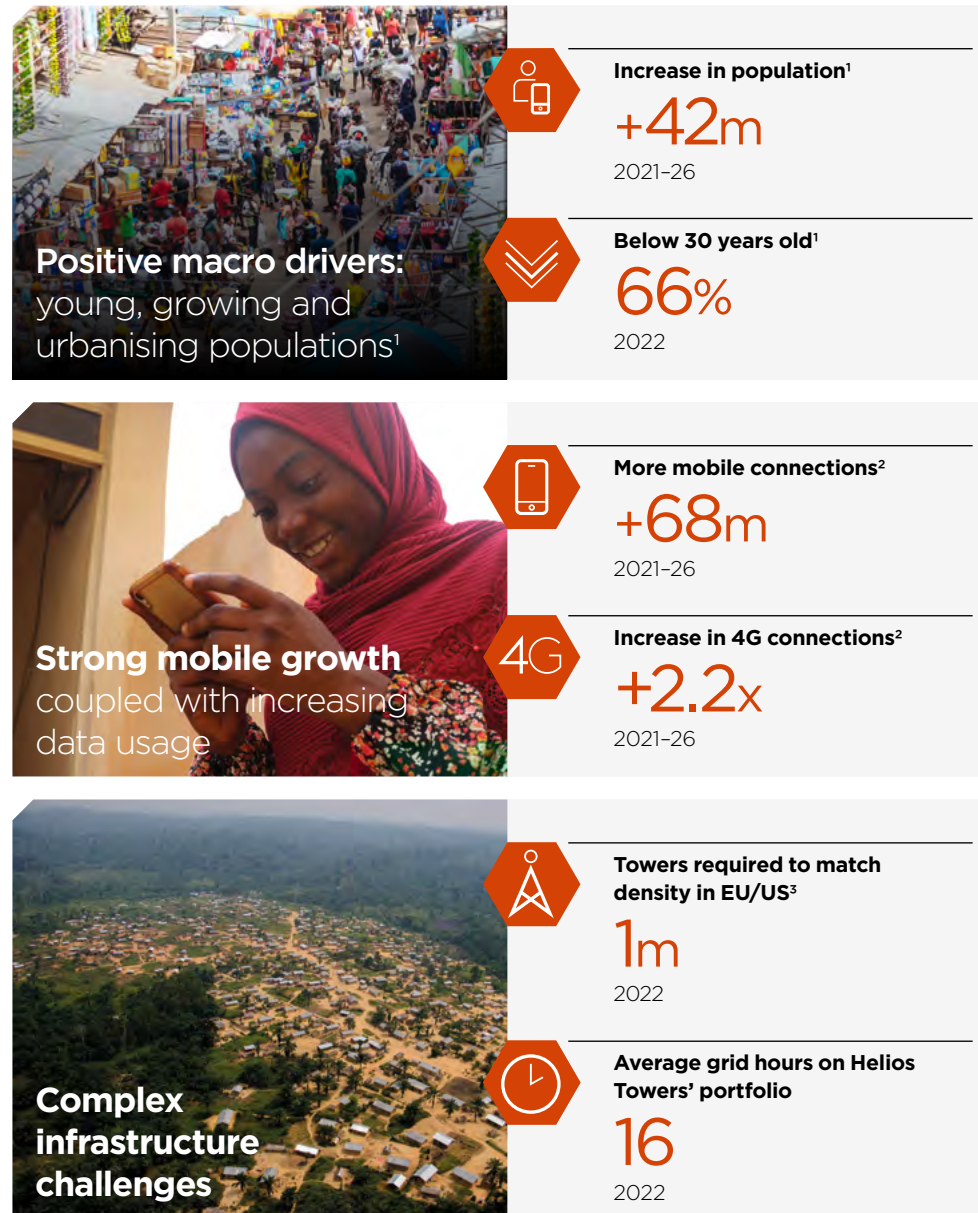 Positive macro drivers:
young, growing and
urbanising populations¹
Increase in population¹
+42m
2021–26
Below 30 years old¹
66%
2022
Strong mobile growth
coupled with increasing
data usage
More mobile connections²
+68m
2021–26
4G
Increase in 4G connections²
+2.2x
2021–26
Complex
infrastructure
challenges
Towers required to match
density in EU/US³
1m
2022
Average grid hours on Helios
Towers’ portfolio
16
2022